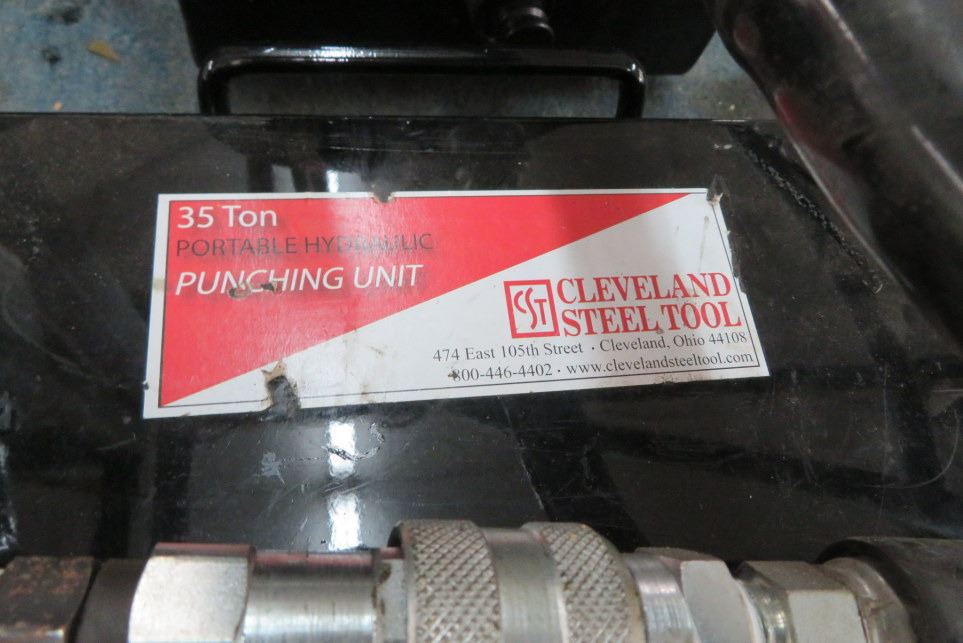 35 Ton
PORTABLE HYDRAULIC
PUNCHING UNIT
CST
CLEVELAND
STEEL TOOL
474 East 105th Street · Cleveland, Ohio 44108
800-446-4402 · www.clevelandsteeltool.com